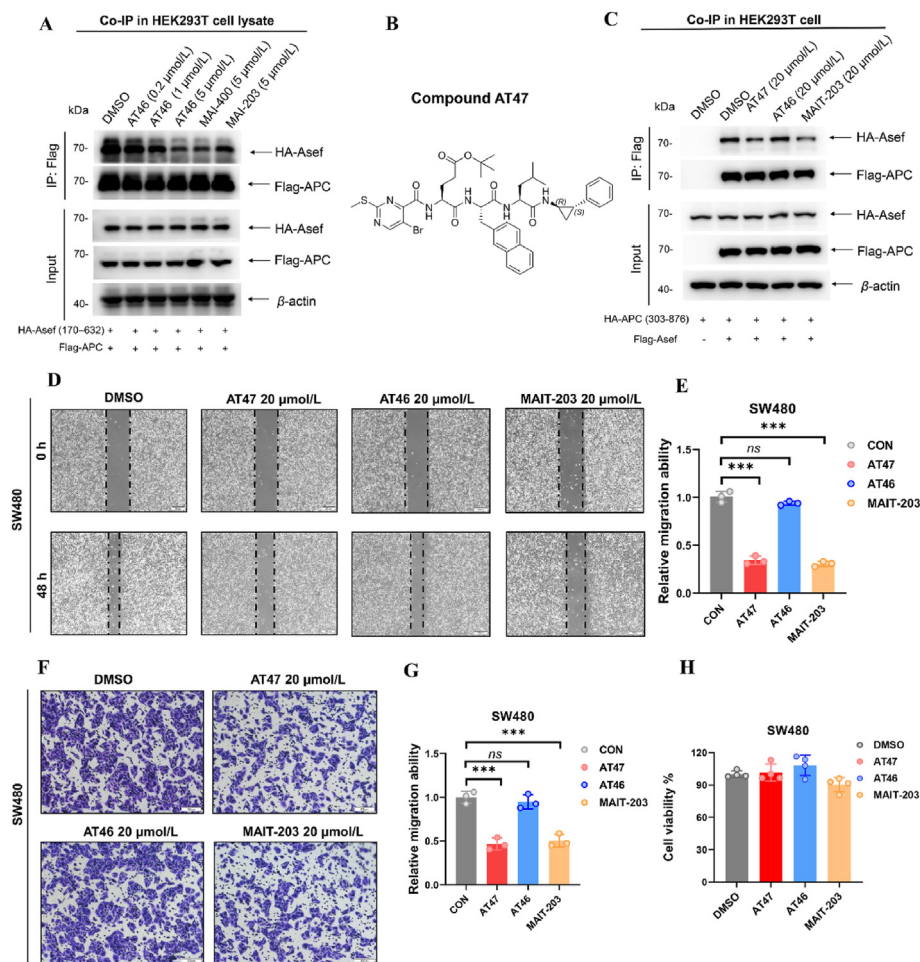 A
Co-IP in HEK293T cell lysate
kDa
DMSO
AT46 (0.2 μmol/L)
AT46 (1 μmol/L)
AT46 (5 μmol/L)
MAI-400 (5 μmol/L)
MAI-203 (5 μmol/L)
IP: Flag
70-
HA-Asef
70-
Flag-APC
Input
70-
HA-Asef
70-
Flag-APC
40-
β-actin
HA-Asef (170–632) + + + + + +
Flag-APC + + + + + +
B
Compound AT47
O
O
O
O
O
O
S
N
N
Br
N
H
H
N
N
H
H
N
(R)
(S)
C
Co-IP in HEK293T cell
kDa
DMSO
DMSO
AT47 (20 μmol/L)
AT46 (20 μmol/L)
MAIT-203 (20 μmol/L)
IP: Flag
70-
HA-Asef
70-
Flag-APC
Input
70-
HA-Asef
70-
Flag-APC
40-
β-actin
HA-APC (303-876) + + + + +
Flag-Asef - + + + +
D
DMSO
AT47 20 μmol/L
AT46 20 μmol/L
MAIT-203 20 μmol/L
SW480
0 h
48 h
E
SW480
Relative migration ability
1.5
1.0
0.5
0.0
***
ns
***
CON
AT47
AT46
MAIT-203
CON
AT47
AT46
MAIT-203
F
DMSO
AT47 20 μmol/L
SW480
AT46 20 μmol/L
MAIT-203 20 μmol/L
G
SW480
Relative migration ability
1.5
1.0
0.5
0.0
***
ns
***
CON
AT47
AT46
MAIT-203
CON
AT47
AT46
MAIT-203
H
SW480
Cell viability %
120
90
60
30
0
DMSO
AT47
AT46
MAIT-203
DMSO
AT47
AT46
MAIT-203